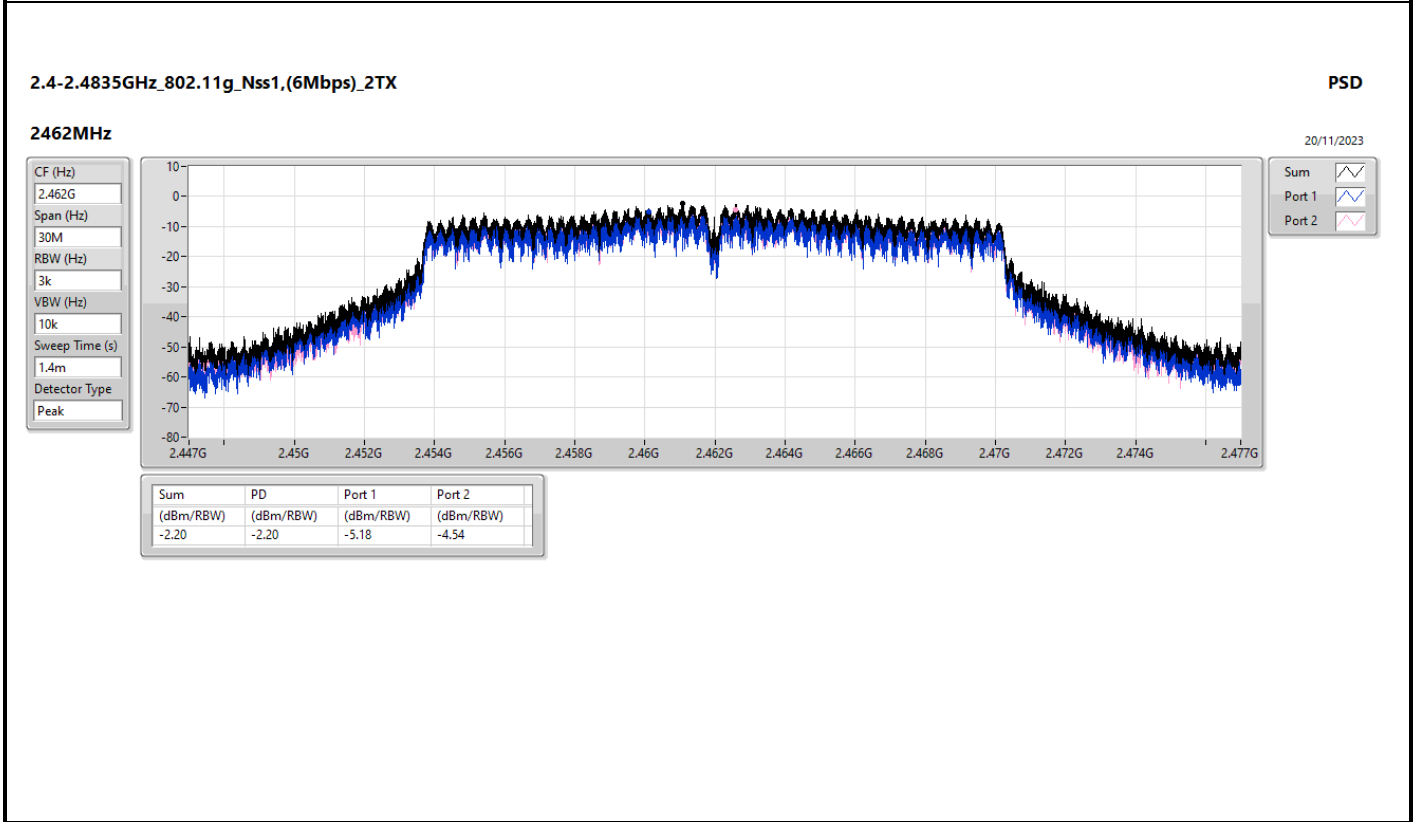 2.4-2.4835GHz_802.11g_Nss1,(6Mbps)_2TX
PSD
2462MHz
20/11/2023
CF (Hz)
2.462G
Span (Hz)
30M
RBW (Hz)
3k
VBW (Hz)
10k
Sweep Time (s)
1.4m
Detector Type
Peak
10
0
-10
-20
-30
-40
-50
-60
-70
-80
2.447G 2.45G 2.452G 2.454G 2.456G 2.458G 2.46G 2.462G 2.464G 2.466G 2.468G 2.47G 2.472G 2.474G 2.477G
Sum
Port 1
Port 2
Sum PD Port 1 Port 2
(dBm/RBW) (dBm/RBW) (dBm/RBW) (dBm/RBW)
-2.20 -2.20 -5.18 -4.54